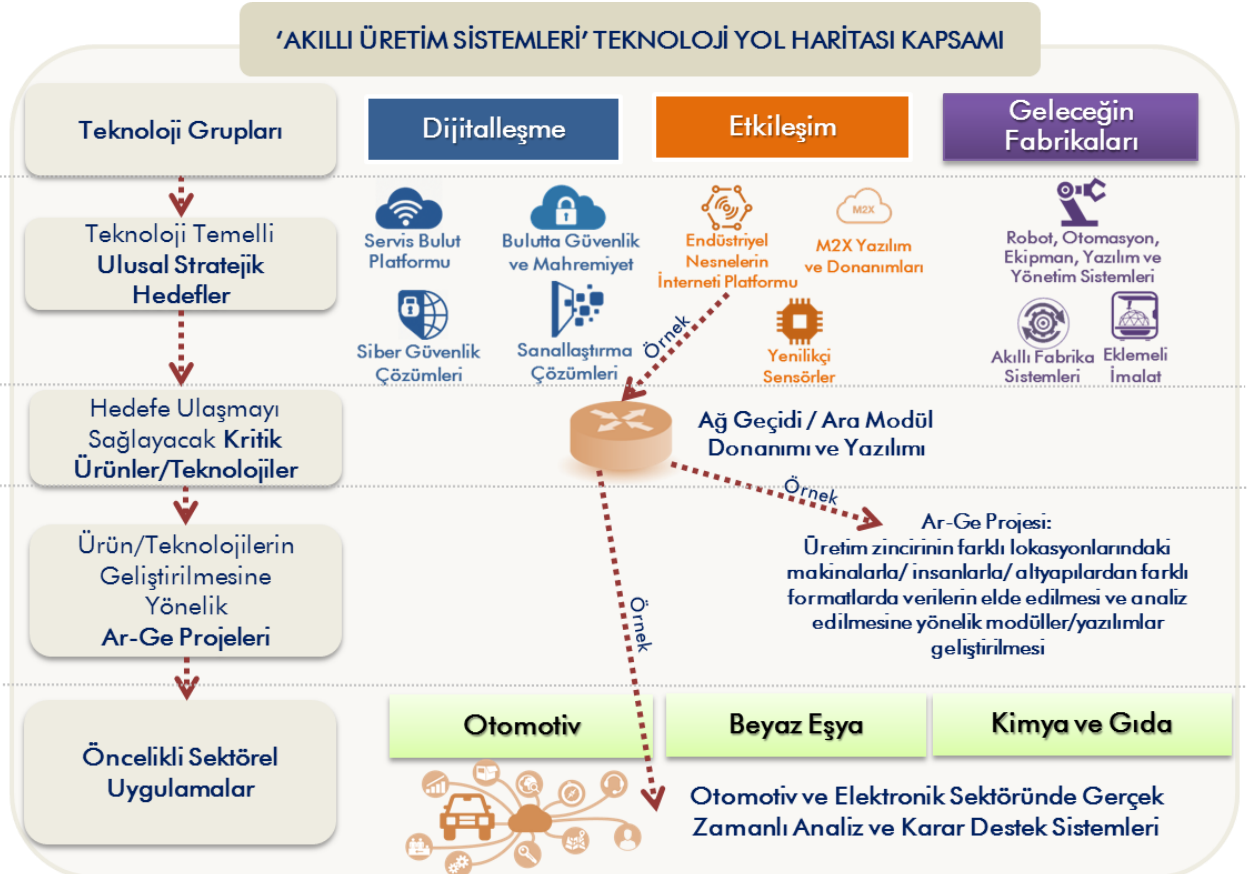 ‘AKILLI ÜRETİM SİSTEMLERİ’ TEKNOLOJİ YOL HARİTASI KAPSAMI
Teknoloji Grupları
Dijitalleşme
Etkileşim
Geleceğin
Fabrikaları
Teknoloji Temelli
Ulusal Stratejik
Hedefler
Servis Bulut
Platformu
Bulutta Güvenlik
ve Mahremiyet
Endüstriyel
Nesnelerin
İnterneti Platformu
M2X
M2X Yazılım
ve Donanımları
Robot, Otomasyon,
Ekipman, Yazılım ve
Yönetim Sistemleri
Siber Güvenlik
Çözümleri
Sanallaştırma
Çözümleri
Örnek
Yenilikçi
Sensörler
Akıllı Fabrika
Sistemleri
Eklemeli
İmalat
Hedefe Ulaşmayı
Sağlayacak Kritik
Ürünler/Teknolojiler
Ağ Geçidi / Ara Modül
Donanımı ve Yazılımı
Örnek
Ürün/Teknolojilerin
Geliştirilmesine
Yönelik
Ar-Ge Projeleri
Ar-Ge Projesi:
Üretim zincirinin farklı lokasyonlarındaki
makinalarla/ insanlarla/ altyapılardan farklı
formatlarda verilerin elde edilmesi ve analiz
edilmesine yönelik modüller/yazılımlar
geliştirilmesi
Örnek
Öncelikli Sektörel
Uygulamalar
Otomotiv
Beyaz Eşya
Kimya ve Gıda
Otomotiv ve Elektronik Sektöründe Gerçek
Zamanlı Analiz ve Karar Destek Sistemleri